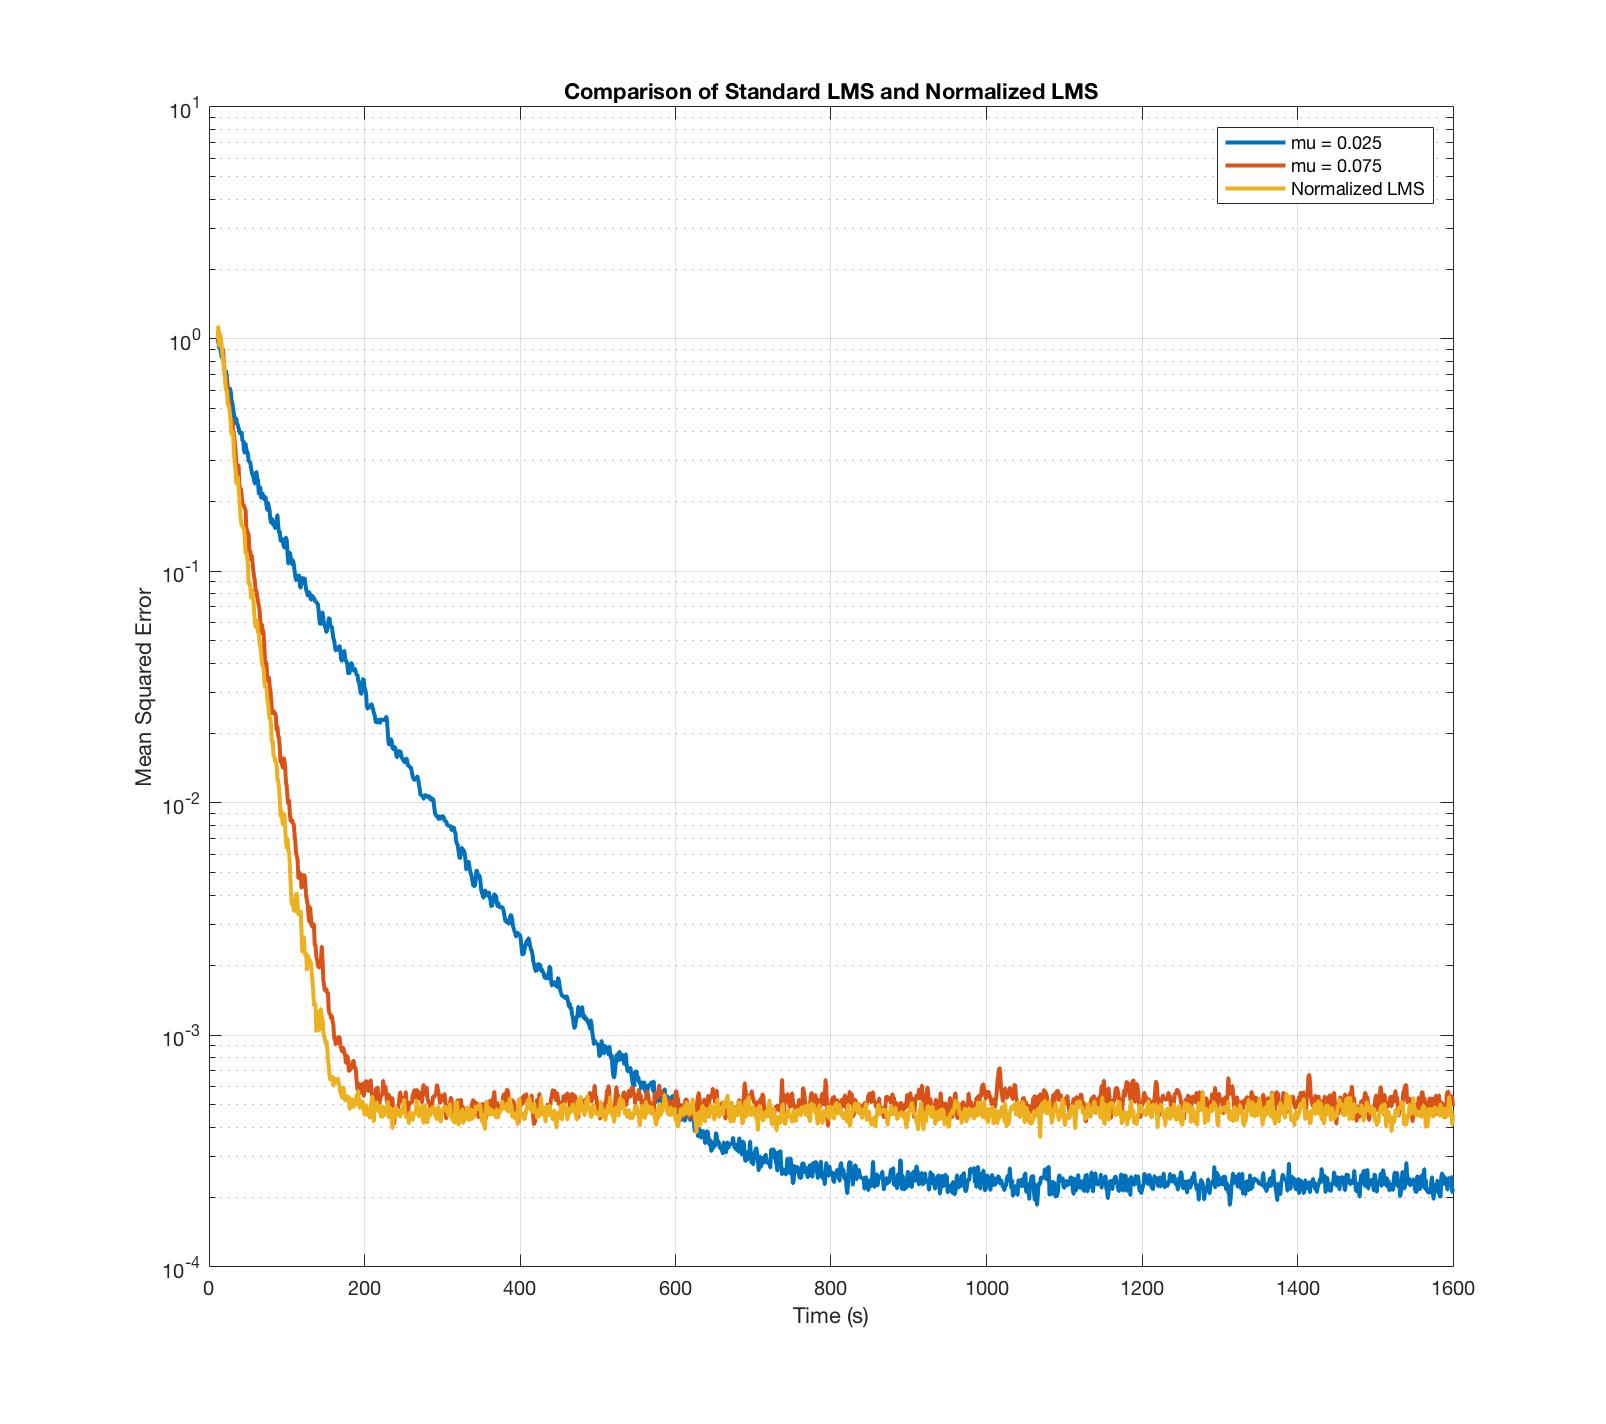 Comparison of Standard LMS and Normalized LMS
10^1
mu = 0.025
mu = 0.075
Normalized LMS
10^0
10^-1
Mean Squared Error
10^-2
10^-3
10^-4
0 200 400 600 800 1000 1200 1400 1600
Time (s)